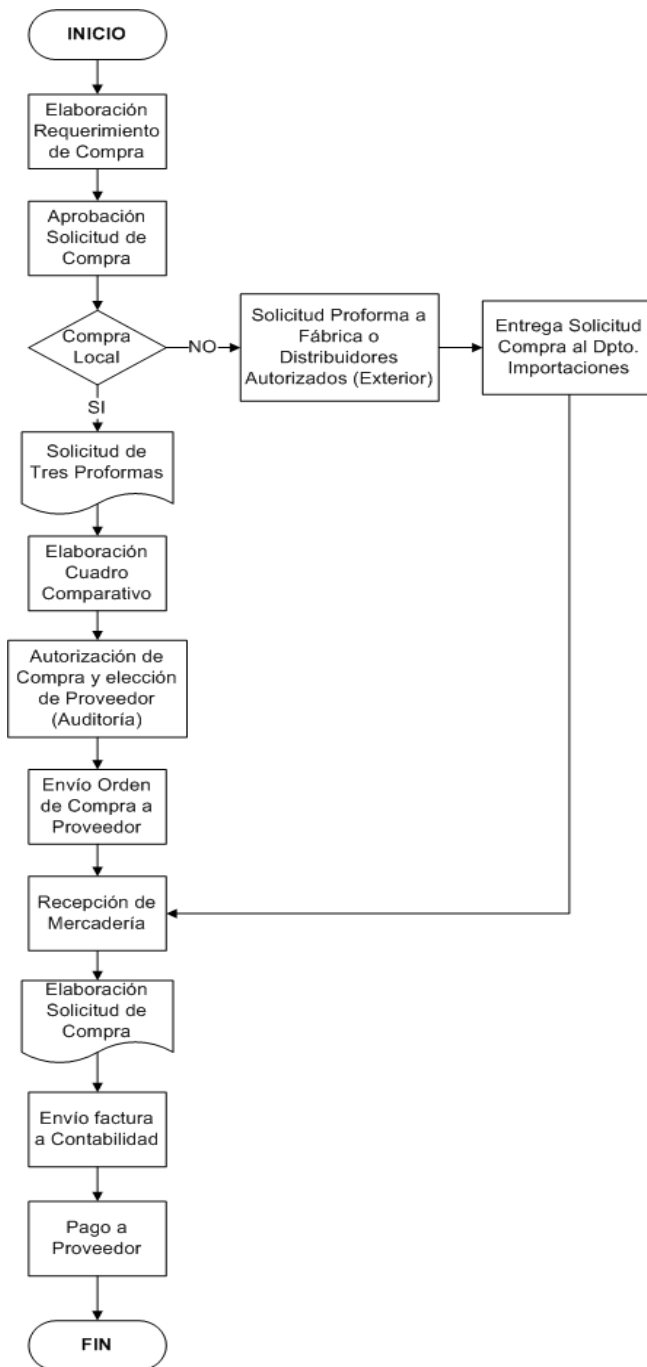 INICIO
Elaboración
Requerimiento
de Compra
Aprobación
Solicitud de
Compra
Compra
Local
NO
Solicitud Proforma a
Fábrica o
Distribuidores
Autorizados (Exterior)
Entrega Solicitud
Compra al Dpto.
Importaciones
SI
Solicitud de
Tres Proformas
Elaboración
Cuadro
Comparativo
Autorización de
Compra y elección
de Proveedor
(Auditoría)
Envío Orden
de Compra a
Proveedor
Recepción de
Mercadería
Elaboración
Solicitud de
Compra
Envío factura
a Contabilidad
Pago a
Proveedor
FIN